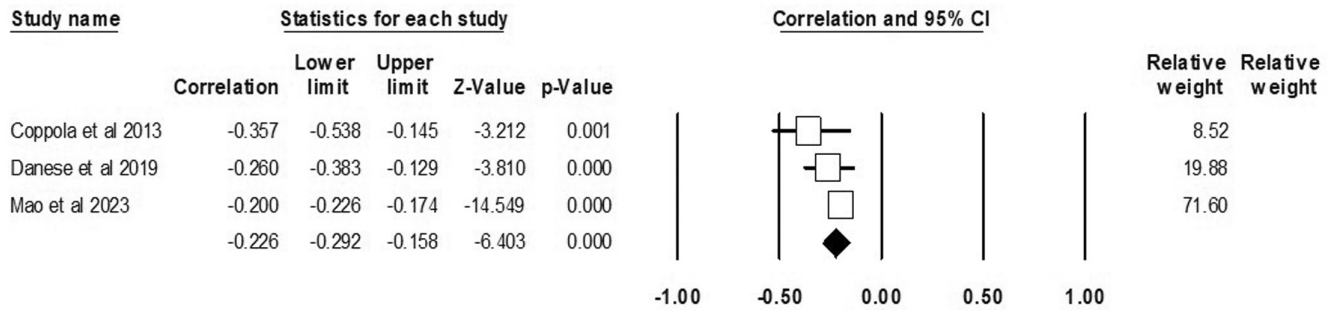 Study name Statistics for each study Correlation and 95% CI
Lower Upper Relative Relative
Correlation limit limit Z-Value p-Value weight weight
Coppola et al 2013 -0.357 -0.538 -0.145 -3.212 0.001 8.52
Danese et al 2019 -0.260 -0.383 -0.129 -3.810 0.000 19.88
Mao et al 2023 -0.200 -0.226 -0.174 -14.549 0.000 71.60
-0.226 -0.292 -0.158 -6.403 0.000
-1.00 -0.50 0.00 0.50 1.00